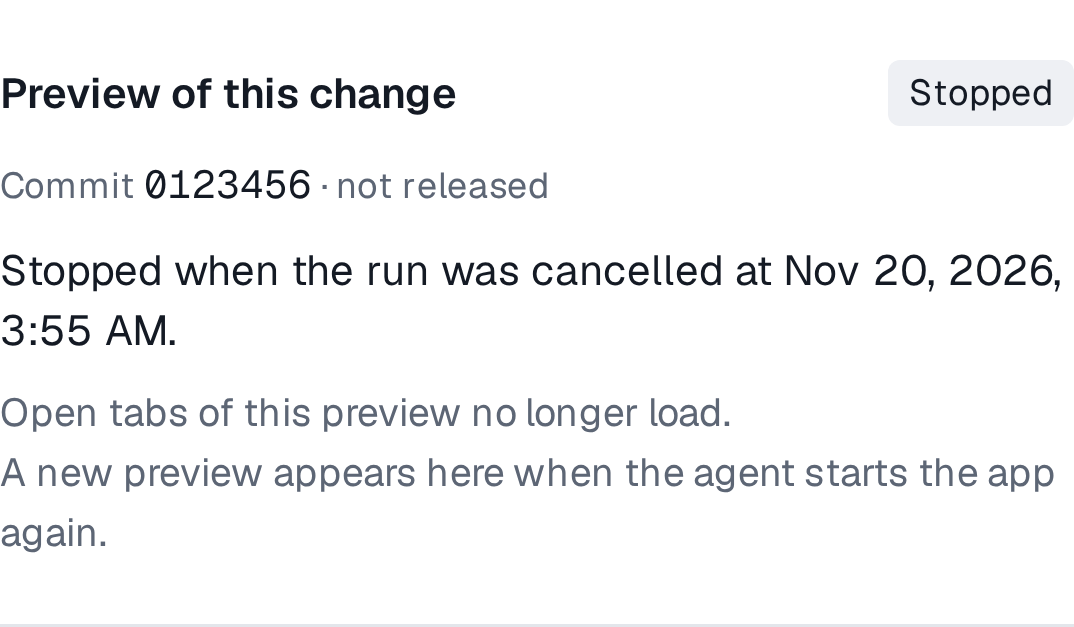 Preview of this change
Stopped
Commit 0123456 · not released
Stopped when the run was cancelled at Nov 20, 2026,
3:55 AM.
Open tabs of this preview no longer load.
A new preview appears here when the agent starts the app
again.